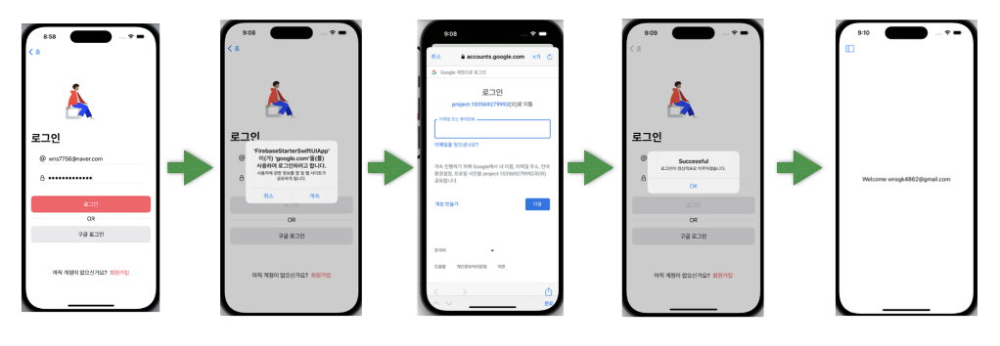 8:58
홈
로그인
@ wns7756@naver.com
로그인
OR
구글 로그인
아직 계정이 없으신가요? 회원가입
9:08
홈
로그인
@
'FirebaseStarterSwiftUIApp'
이(가) 'google.com'을(를)
사용하여 로그인하려고 합니다.
사용자에 관한 정보를 앱 및 웹 사이트가
공유하게 됩니다.
취소 계속
로그인
OR
구글 로그인
아직 계정이 없으신가요? 회원가입
9:08
취소 accounts.google.com 가가
G Google 계정으로 로그인
로그인
project-103569279992(으)로 이동
이메일 또는 휴대전화
이메일을 잊으셨나요?
계속 진행하기 위해 Google에서 내 이름, 이메일 주소, 언어
환경설정, 프로필 사진을 project-103569279992과(와)
공유합니다.
계정 만들기 다음
한국어
도움말 개인정보처리방침 약관
완료
9:09
홈
로그인
@
Successful
로그인이 정상적으로 이루어졌습니다.
OK
로그인
OR
구글 로그인
아직 계정이 없으신가요? 회원가입
9:10
Welcome wnsgk4862@gmail.com